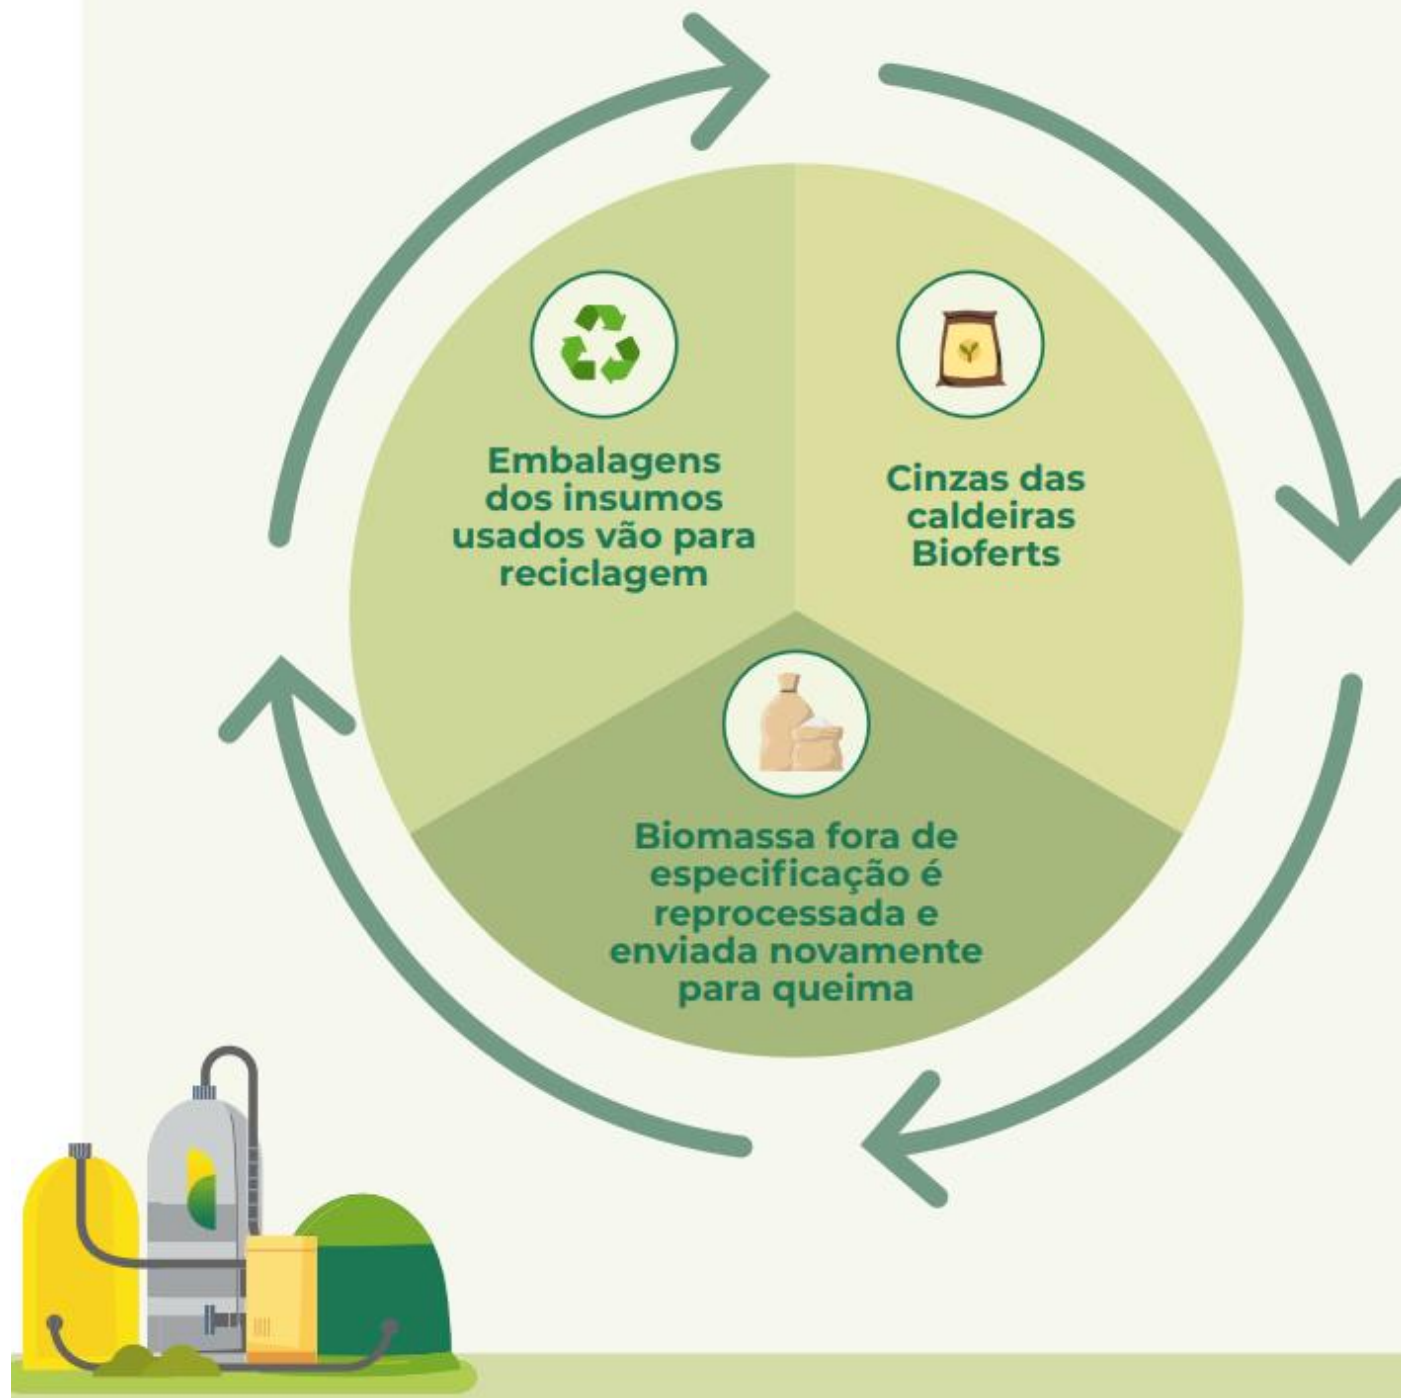 Embalagens
dos insumos
usados vão para
reciclagem
Cinzas das
caldeiras
Bioferts
Biomassa fora de
especificação é
reprocessada e
enviada novamente
para queima